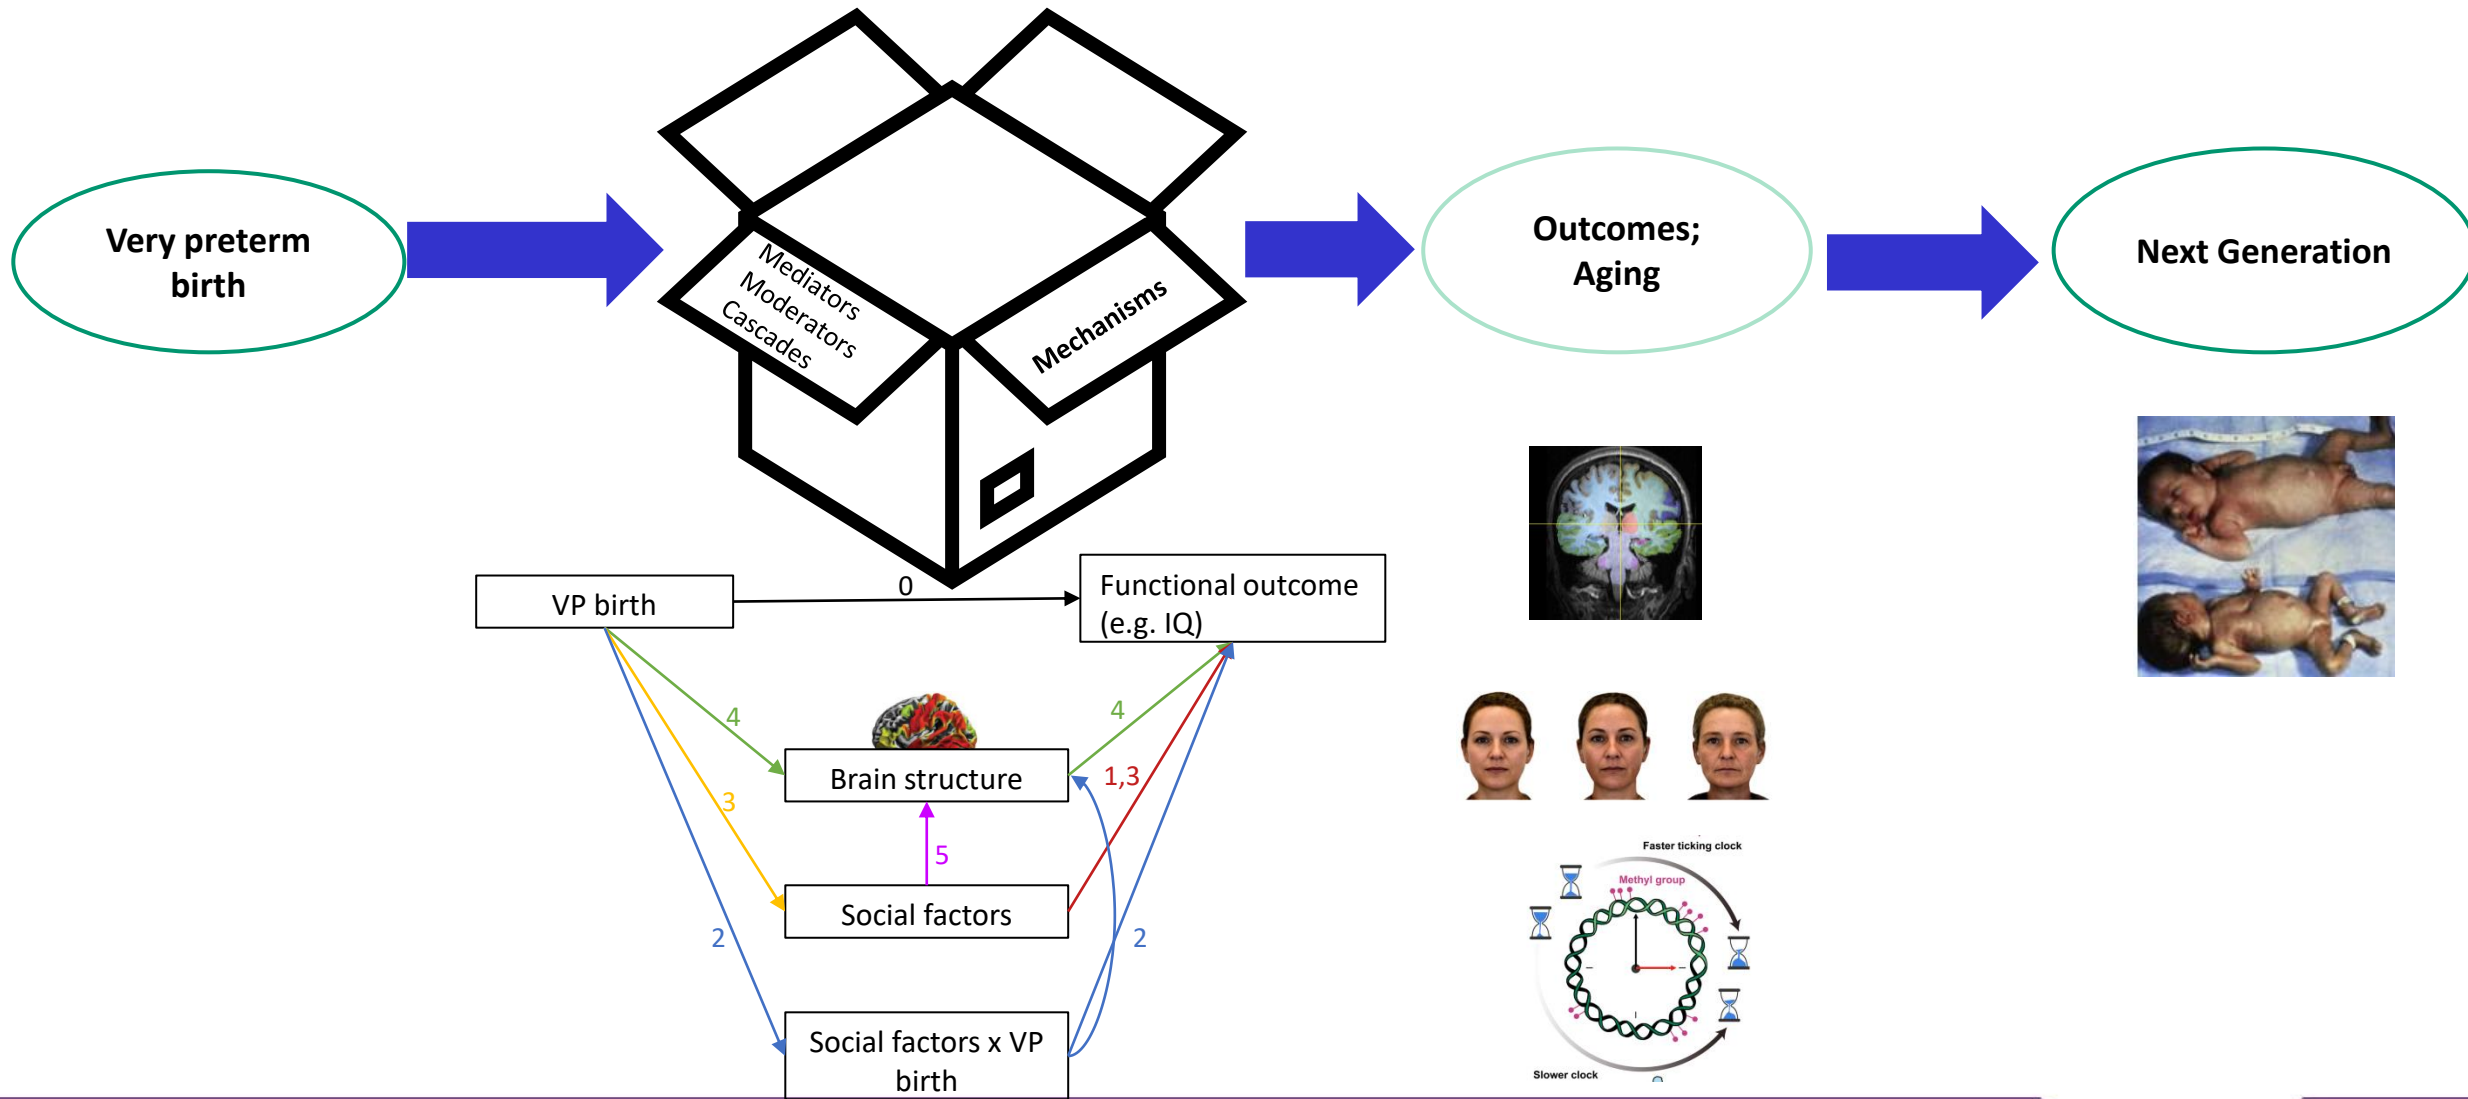 Very preterm
birth
Mediators
Moderators
Cascades
Mechanisms
Outcomes;
Aging
Next Generation
VP birth
0
Functional outcome
(e.g. IQ)
4
4
Brain structure
1,3
3
5
Social factors
2
2
Social factors x VP
birth
Faster ticking clock
Methyl group
Slower clock